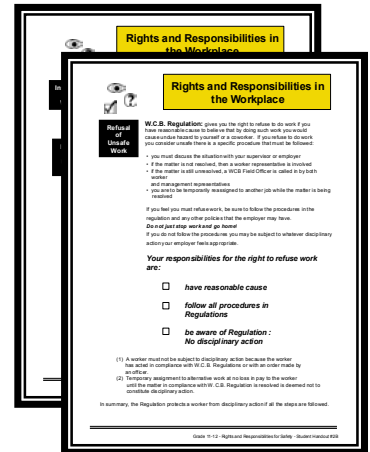 Rights and Responsibilities in
the Workplace
Rights and Responsibilities in
the Workplace
Refusal
of
Unsafe
Work
W.C.B. Regulation: gives you the right to refuse to do work if you
have reasonable cause to believe that by doing such work you would
cause undue hazard to yourself or a coworker. If you refuse to do work
you consider unsafe there is a specific procedure that must be followed:
• you must discuss the situation with your supervisor or employer
• if the matter is not resolved, then a worker representative is involved
• if the matter is still unresolved, a WCB Field Officer is called in by both
worker
and management representatives
• you are to be temporarily reassigned to another job while the matter is being
resolved
If you feel you must refuse work, be sure to follow the procedures in the
regulation and any other policies that the employer may have.
Do not just stop work and go home!
If you do not follow the procedures you may be subject to whatever disciplinary
action your employer feels appropriate.
Your responsibilities for the right to refuse work
are:
have reasonable cause
follow all procedures in
Regulations
be aware of Regulation :
No disciplinary action
(1) A worker must not be subject to disciplinary action because the worker
has acted in compliance with W.C.B. Regulations or with an order made by
an officer.
(2) Temporary assignment to alternative work at no loss in pay to the worker
until the matter in compliance with W. C.B. Regulation is resolved is deemed not to
constitute disciplinary action.
In summary, the Regulation protects a worker from disciplinary action if all the steps are followed.
Grade 11-12 - Rights and Responsibilities for Safety - Student Handout #2B